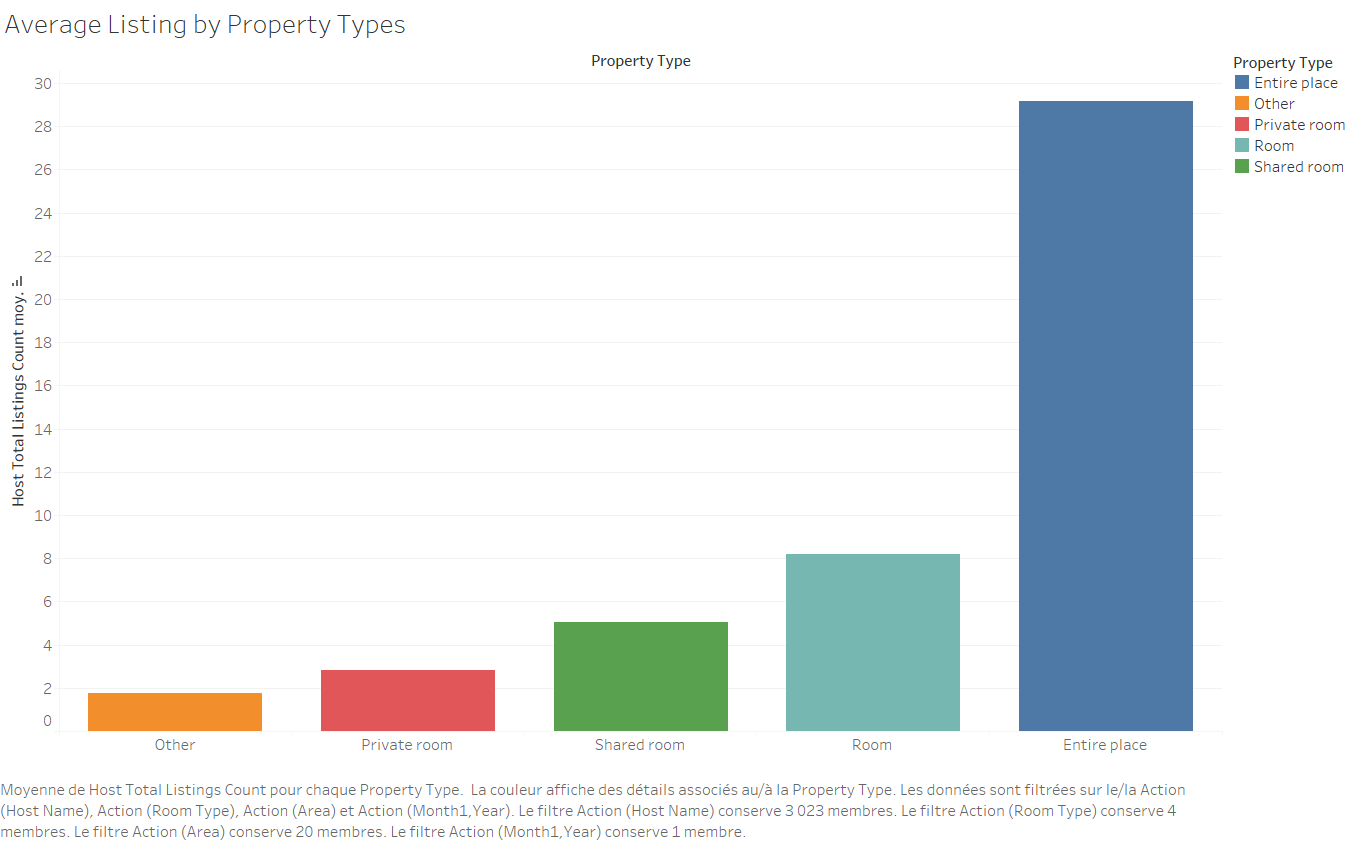 Average Listing by Property Types
Property Type
30
28
26
24
22
20
18
16
14
12
10
8
6
4
2
0
Host Total Listings Count moy.
Other
Private room
Shared room
Room
Entire place
Property Type
Entire place
Other
Private room
Room
Shared room
Moyenne de Host Total Listings Count pour chaque Property Type.  La couleur affiche des détails associés au/à la Property Type. Les données sont filtrées sur le/la Action
(Host Name), Action (Room Type), Action (Area) et Action (Month1,Year). Le filtre Action (Host Name) conserve 3 023 membres. Le filtre Action (Room Type) conserve 4
membres. Le filtre Action (Area) conserve 20 membres. Le filtre Action (Month1,Year) conserve 1 membre.